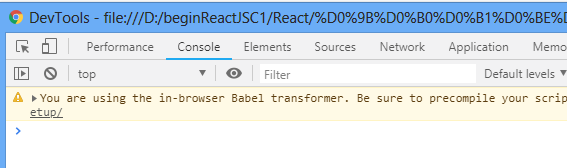 DevTools - file:///D:/beginReactJSC1/React/%D0%9B%D0%B0%D0%B1%D0%BE%D
Performance Console Elements Sources Network Application Memo
top Filter Default levels
You are using the in-browser Babel transformer. Be sure to precompile your scrip
etup/